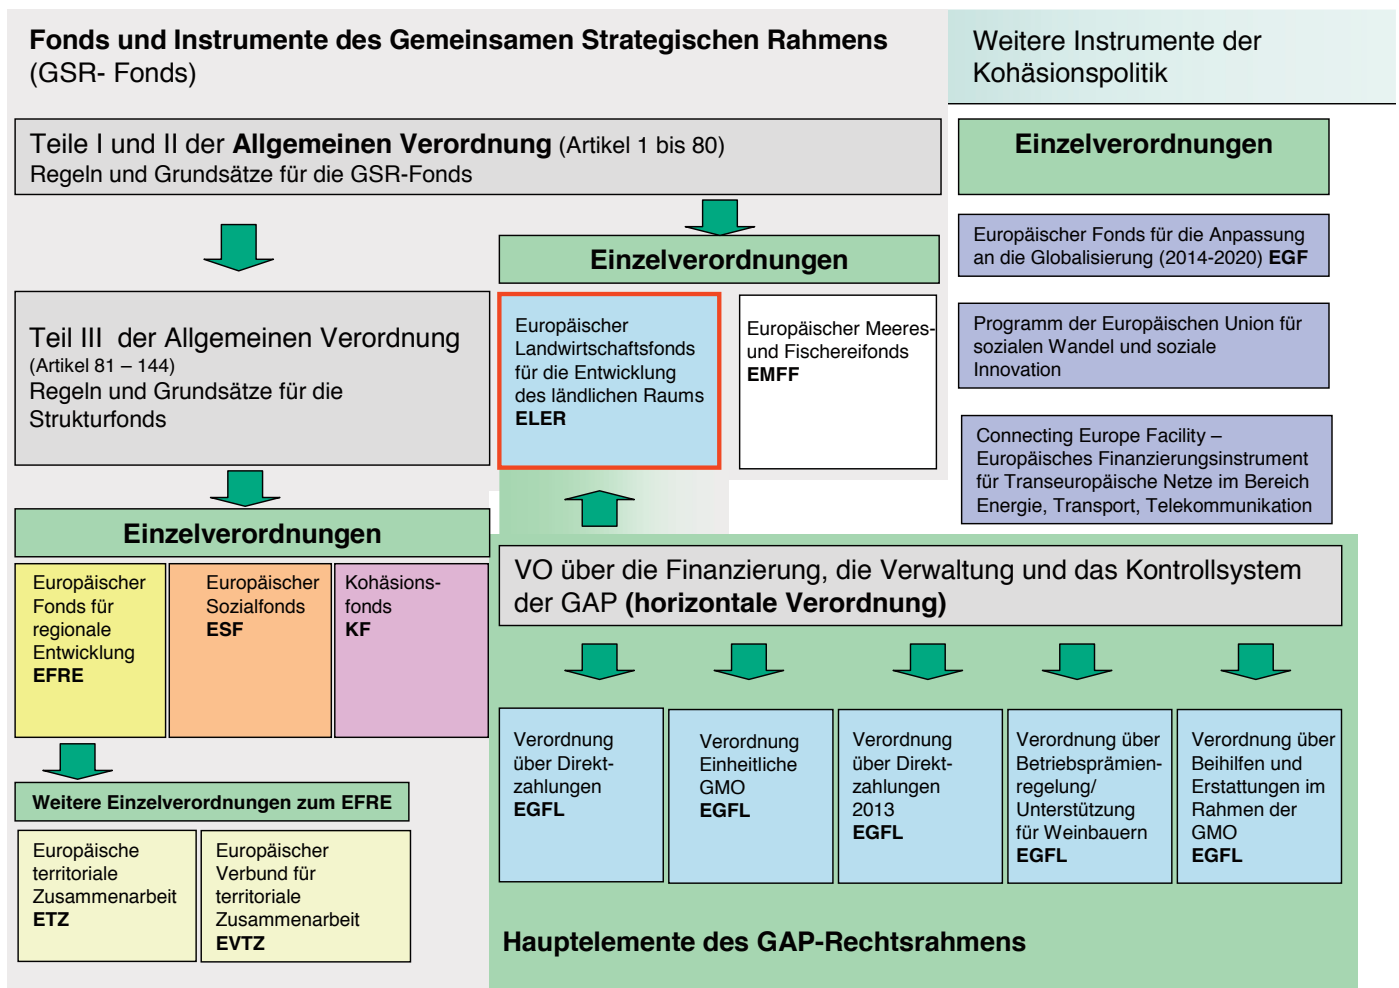 Fonds und Instrumente des Gemeinsamen Strategischen Rahmens
(GSR- Fonds)
Weitere Instrumente der
Kohäsionspolitik
Teile I und II der Allgemeinen Verordnung (Artikel 1 bis 80)
Regeln und Grundsätze für die GSR-Fonds
Einzelverordnungen
Europäischer
Landwirtschaftsfonds
für die Entwicklung
des ländlichen Raums
ELER
Europäischer Meeres-
und Fischereifonds
EMFF
Teil III der Allgemeinen Verordnung
(Artikel 81 – 144)
Regeln und Grundsätze für die
Strukturfonds
Einzelverordnungen
Europäischer
Fonds für
regionale
Entwicklung
EFRE
Europäischer
Sozialfonds
ESF
Kohäsions-
fonds
KF
Weitere Einzelverordnungen zum EFRE
Europäische
territoriale
Zusammenarbeit
ETZ
Europäischer
Verbund für
territoriale
Zusammenarbeit
EVTZ
Einzelverordnungen
Europäischer Fonds für die Anpassung
an die Globalisierung (2014-2020) EGF
Programm der Europäischen Union für
sozialen Wandel und soziale
Innovation
Connecting Europe Facility –
Europäisches Finanzierungsinstrument
für Transeuropäische Netze im Bereich
Energie, Transport, Telekommunikation
VO über die Finanzierung, die Verwaltung und das Kontrollsystem
der GAP (horizontale Verordnung)
Verordnung
über Direkt-
zahlungen
EGFL
Verordnung
Einheitliche
GMO
EGFL
Verordnung
über Direkt-
zahlungen
2013
EGFL
Verordnung über
Betriebsprämien-
regelung/
Unterstützung
für Weinbauern
EGFL
Verordnung über
Beihilfen und
Erstattungen im
Rahmen der
GMO
EGFL
Hauptelemente des GAP-Rechtsrahmens